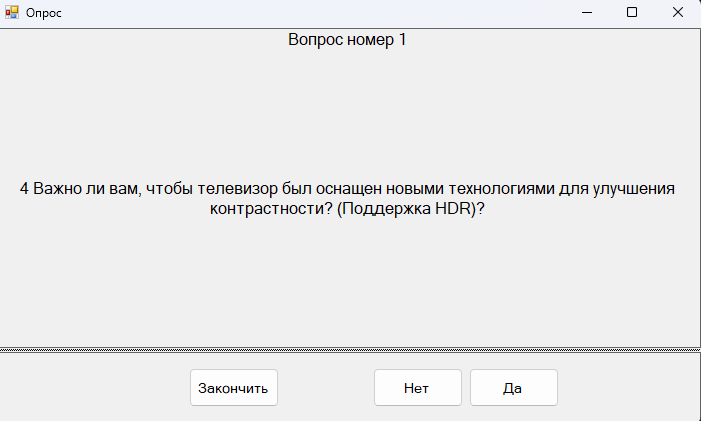 Опрос
Вопрос номер 1
4 Важно ли вам, чтобы телевизор был оснащен новыми технологиями для улучшения
контрастности? (Поддержка HDR)?
Закончить
Нет
Да